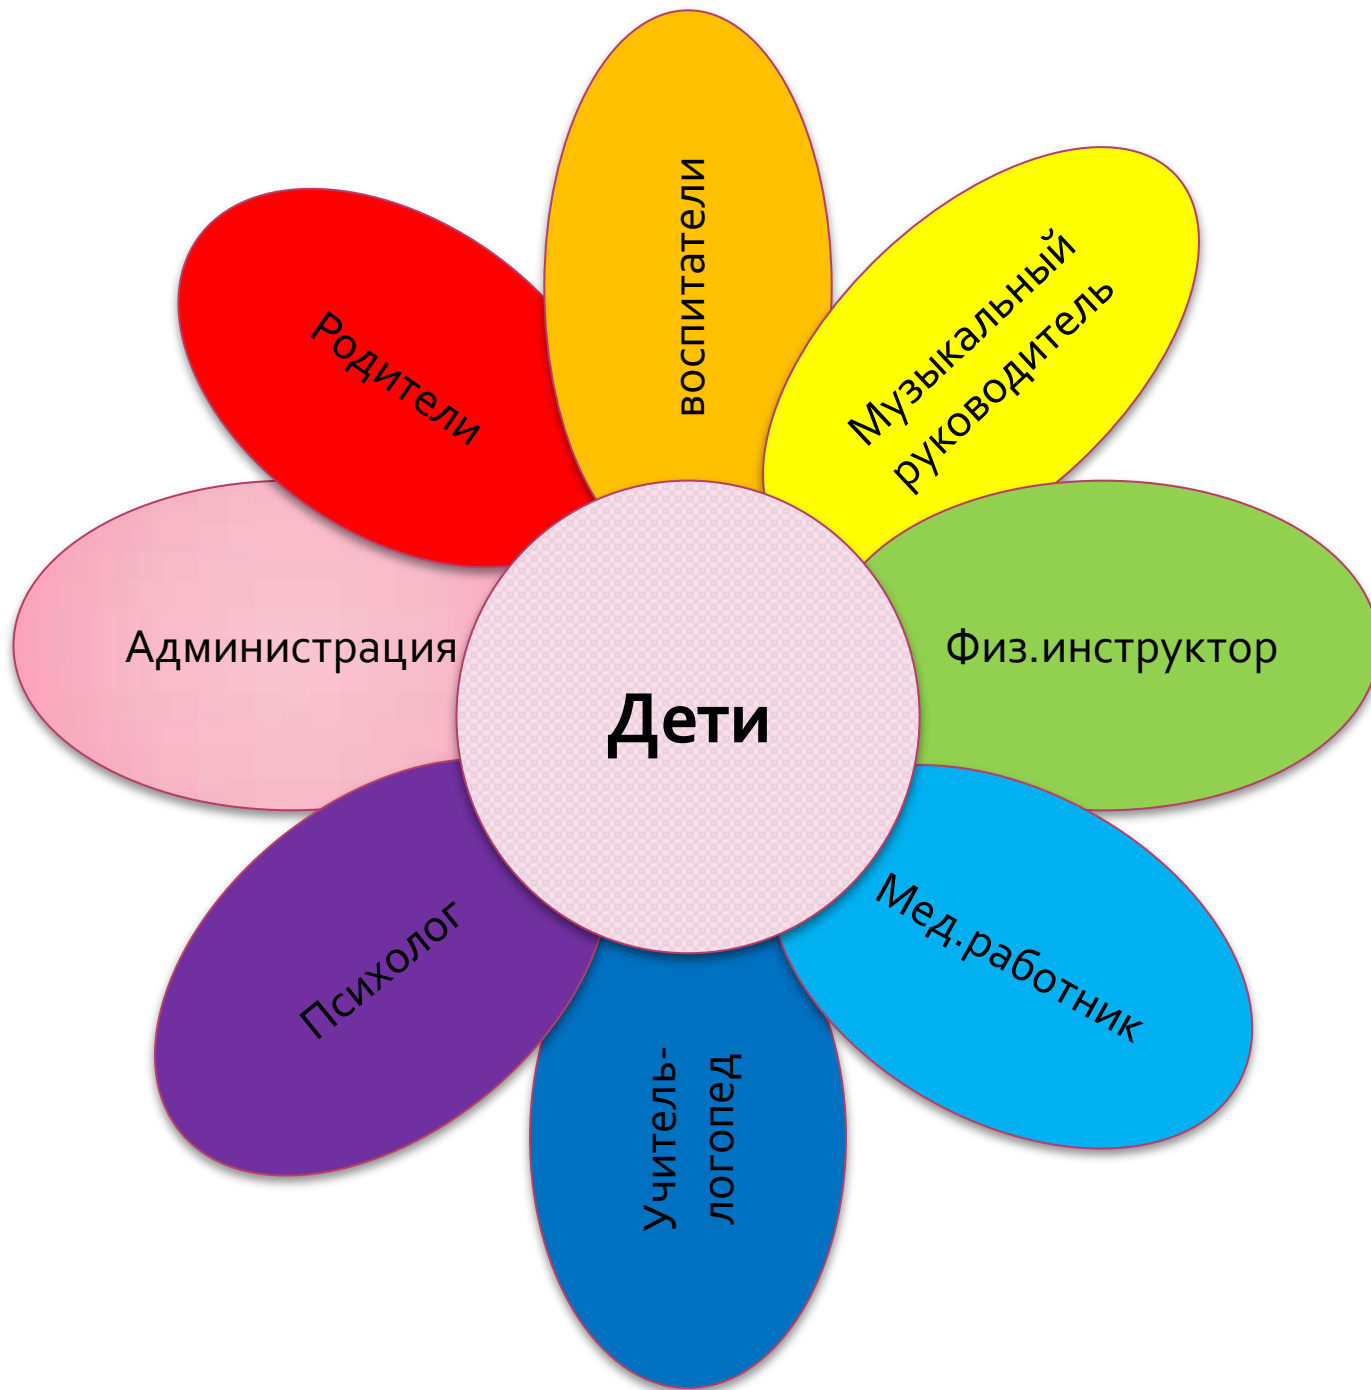 воспитатели
Музыкальный
руководитель
Родители
Администрация
Физ.инструктор
Дети
Мед.работник
Психолог
Учитель-
логопед